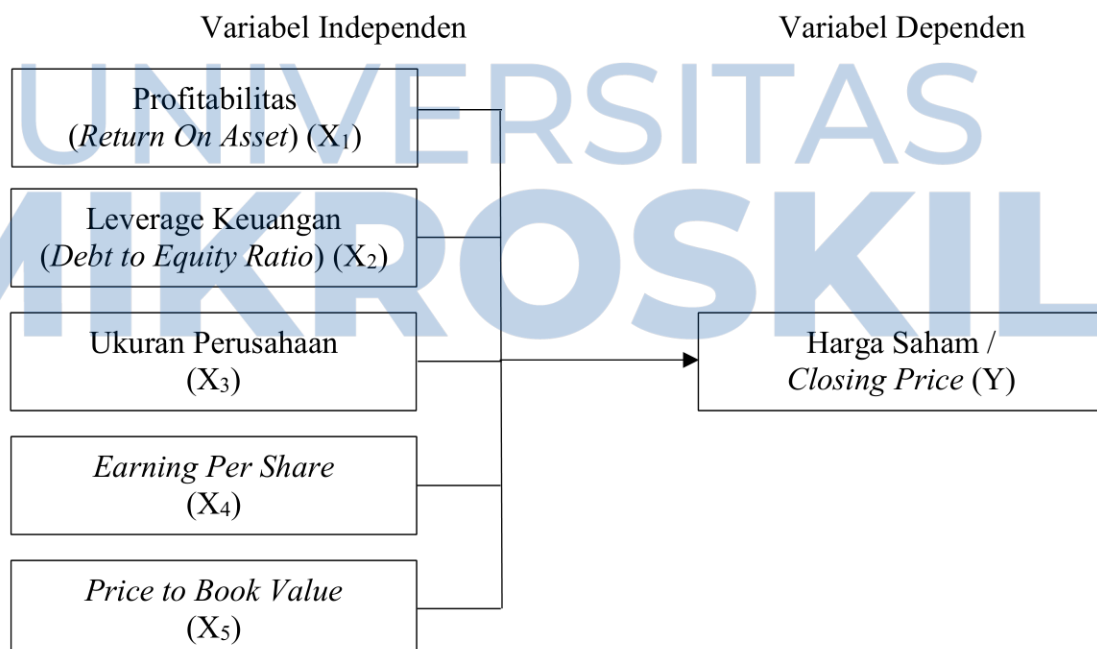 Variabel Independen
Variabel Dependen
UNIVERSITAS
MIKROSKIL
Profitabilitas
(Return On Asset) (X₁)
Leverage Keuangan
(Debt to Equity Ratio) (X₂)
Ukuran Perusahaan
(X₃)
Earning Per Share
(X₄)
Price to Book Value
(X₅)
Harga Saham /
Closing Price (Y)